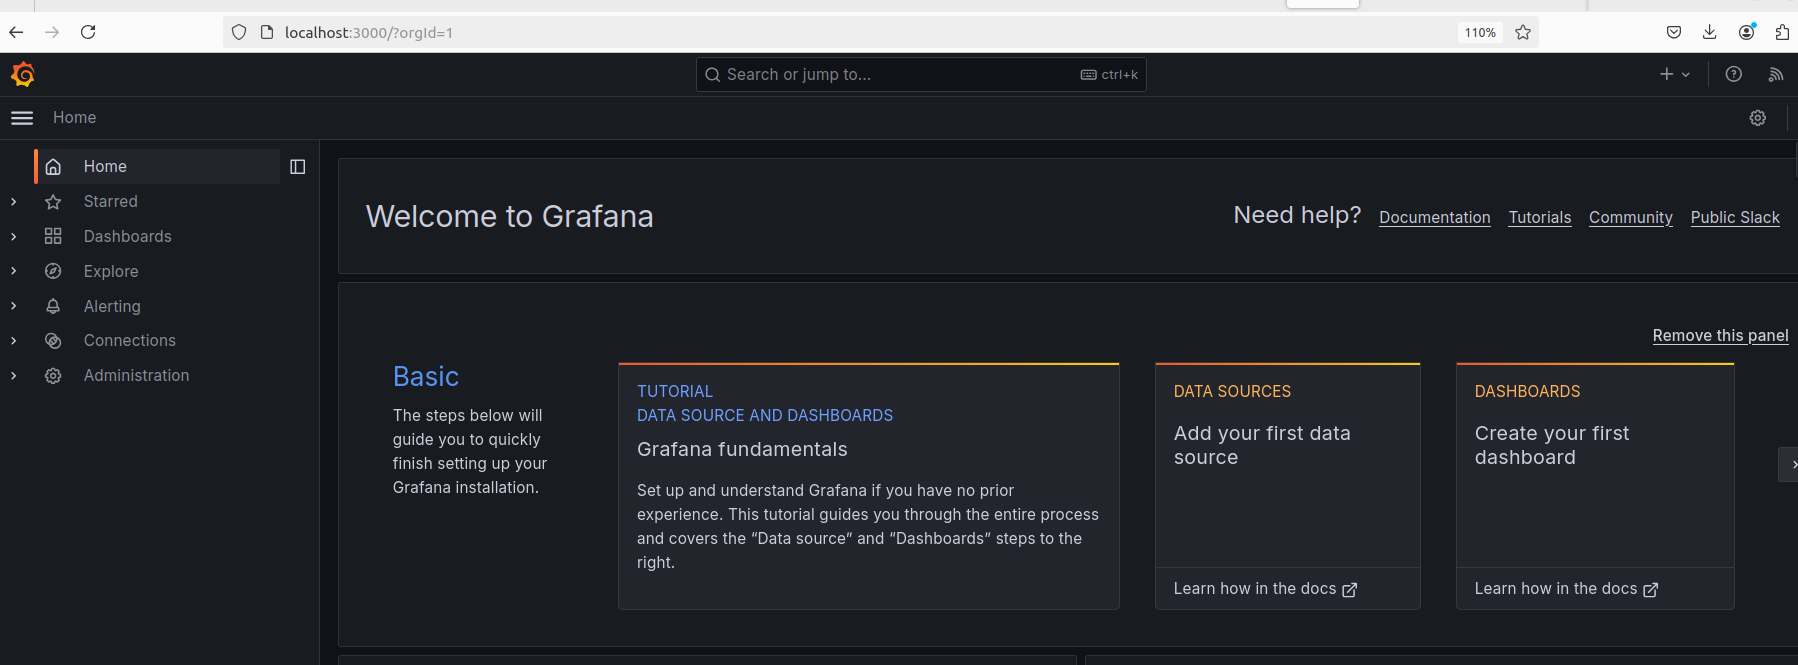 localhost:3000/?orgId=1
110%
Search or jump to...
ctrl+k
Home
Home
Starred
Dashboards
Explore
Alerting
Connections
Administration
Welcome to Grafana
Need help?
Documentation
Tutorials
Community
Public Slack
Remove this panel
Basic
The steps below will
guide you to quickly
finish setting up your
Grafana installation.
TUTORIAL
DATA SOURCE AND DASHBOARDS
Grafana fundamentals
Set up and understand Grafana if you have no prior
experience. This tutorial guides you through the entire process
and covers the “Data source” and “Dashboards” steps to the
right.
DATA SOURCES
Add your first data
source
Learn how in the docs
DASHBOARDS
Create your first
dashboard
Learn how in the docs